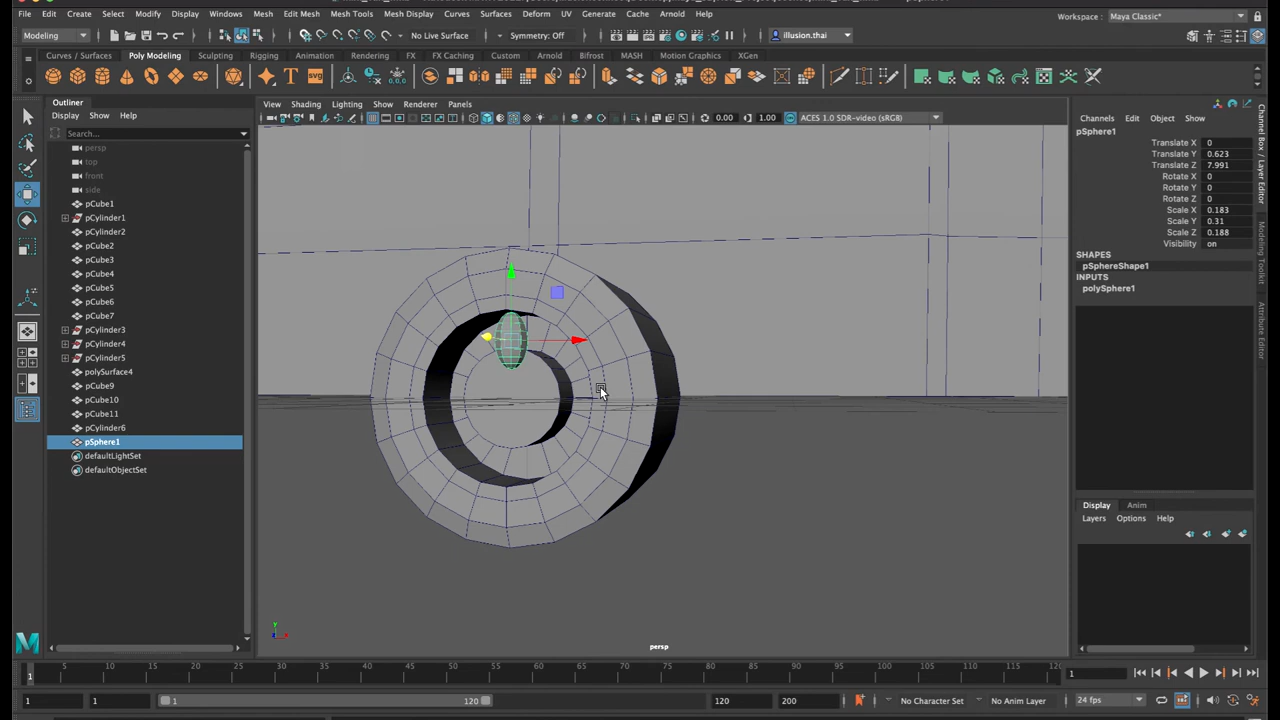 File Edit Create Select Modify Display Windows Mesh Edit Mesh Mesh Tools Mesh Display Curves Surfaces Deform UV Generate Cache Arnold Help Workspace : Maya Classic*
Modeling No Live Surface Symmetry: Off illusion.thai
Curves / Surfaces Poly Modeling Sculpting Rigging Animation Rendering FX FX Caching Custom Arnold Bifrost MASH Motion Graphics XGen
Outliner
Display Show Help
Search...
persp
top
front
side
pCube1
pCylinder1
pCylinder2
pCube2
pCube3
pCube4
pCube5
pCube6
pCube7
pCylinder3
pCylinder4
pCylinder5
polySurface4
pCube9
pCube10
pCube11
pCylinder6
pSphere1
defaultLightSet
defaultObjectSet
View Shading Lighting Show Renderer Panels
0.00 1.00 ACES 1.0 SDR-video (sRGB)
persp
Channels Edit Object Show
pSphere1
Translate X 0
Translate Y 0.623
Translate Z 7.991
Rotate X 0
Rotate Y 0
Rotate Z 0
Scale X 0.183
Scale Y 0.31
Scale Z 0.188
Visibility on
SHAPES
pSphereShape1
INPUTS
polySphere1
Channel Box / Layer Editor
Modeling Toolkit
Attribute Editor
Display Anim
Layers Options Help
5 10 15 20 25 30 35 40 45 50 55 60 65 70 75 80 85 90 95 100 105 110 115 120
1 1
1 1 1 120 120 200 No Character Set No Anim Layer 24 fps